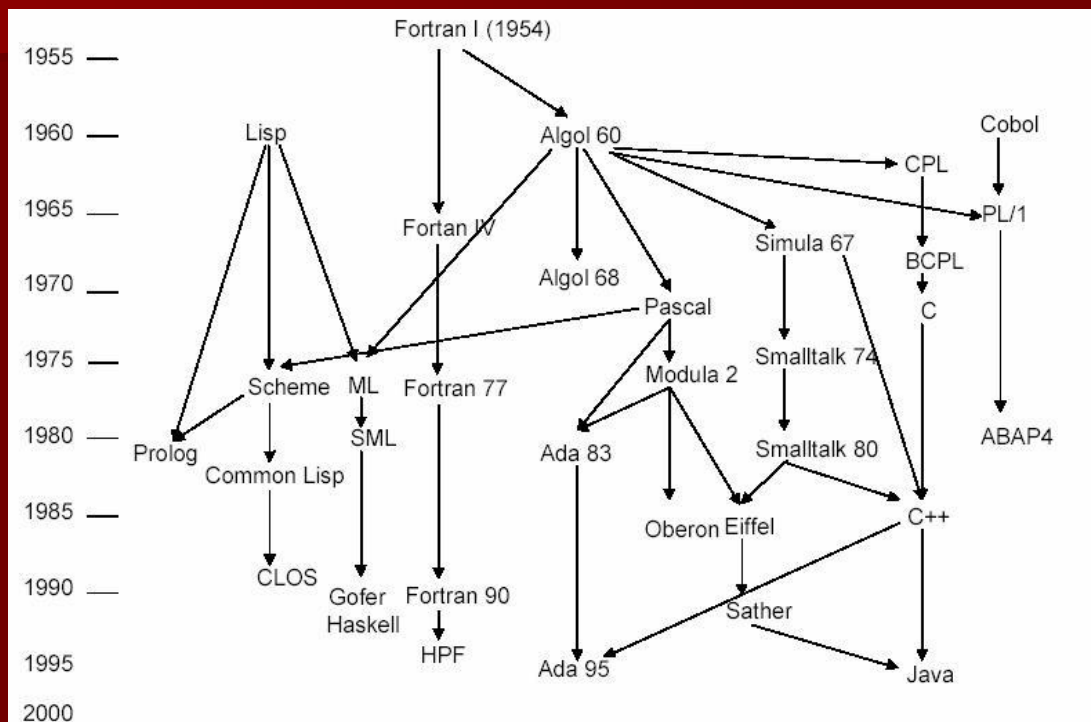 Fortran I (1954)
1955
1960
Lisp
Algol 60
Cobol
CPL
1965
Fortan IV
PL/1
Simula 67
BCPL
Algol 68
1970
Pascal
C
1975
Scheme
ML
Fortran 77
Modula 2
Smalltalk 74
1980
Prolog
SML
Ada 83
Smalltalk 80
ABAP4
Common Lisp
1985
Oberon
Eiffel
C++
CLOS
1990
Gofer
Haskell
Fortran 90
Sather
HPF
1995
Ada 95
Java
2000